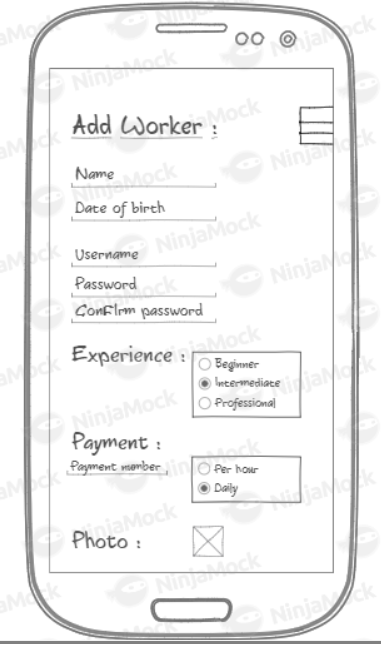 Add Worker :
Name
Date of birth
Username
Password
ConfIrm password
Experience :
Beginner
Intermediate
Professional
Payment :
Payment number
Per hour
Daily
Photo :
NinjaMock